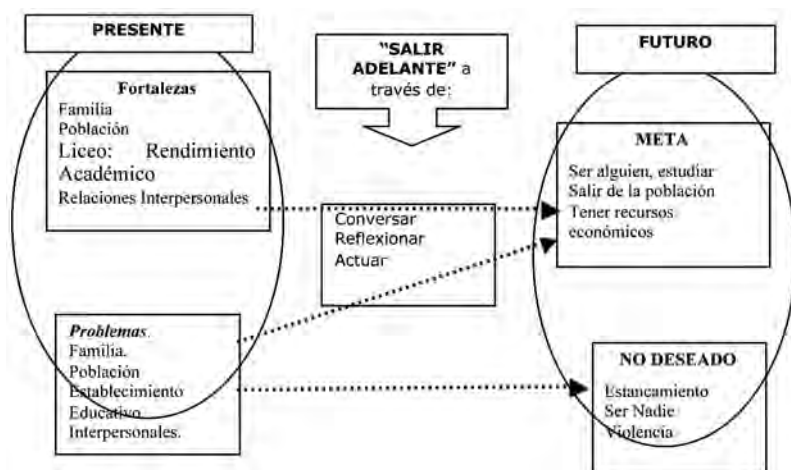 PRESENTE
Fortalezas
Familia
Población
Liceo: Rendimiento
Académico
Relaciones Interpersonales
Problemas.
Familia.
Población
Establecimiento
Educativo
Interpersonales.
“SALIR
ADELANTE” a
través de:
Conversar
Reflexionar
Actuar
FUTURO
META
Ser alguien, estudiar
Salir de la población
Tener recursos
económicos
NO DESEADO
Estancamiento
Ser Nadie
Violencia